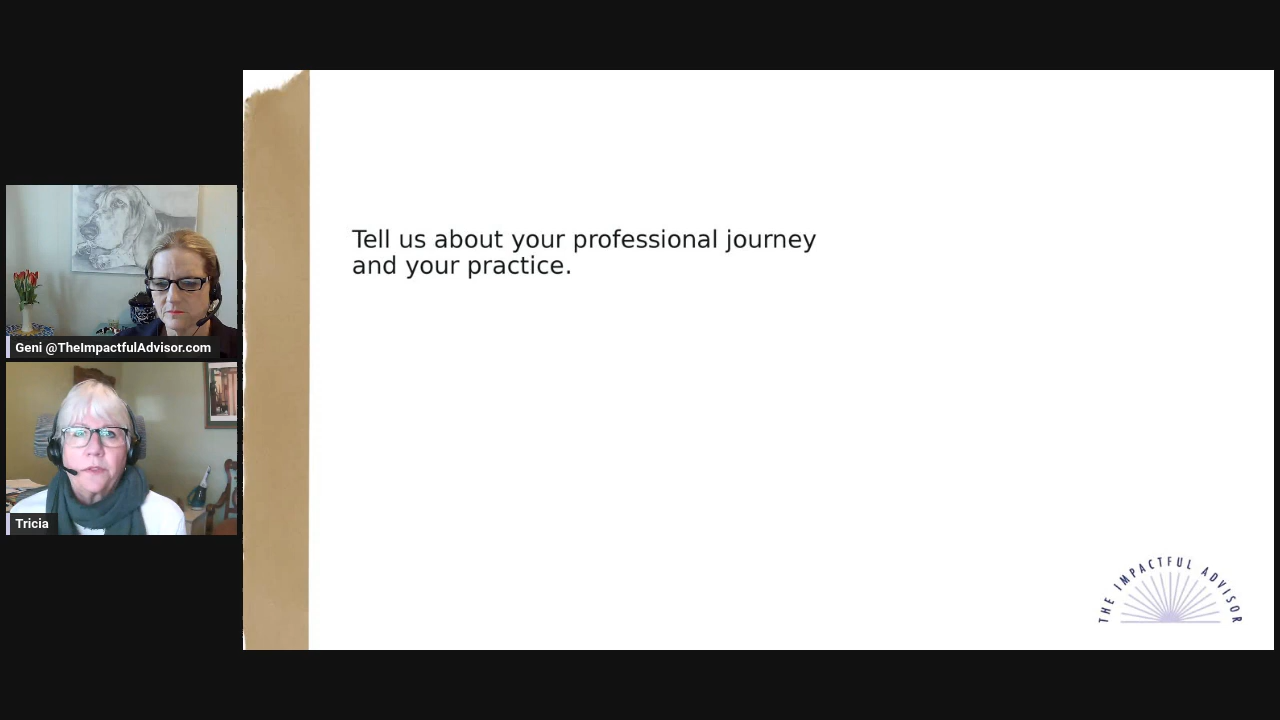 Geni @TheImpactfulAdvisor.com
Tricia
Tell us about your professional journey
and your practice.
THE IMPACTFUL ADVISOR